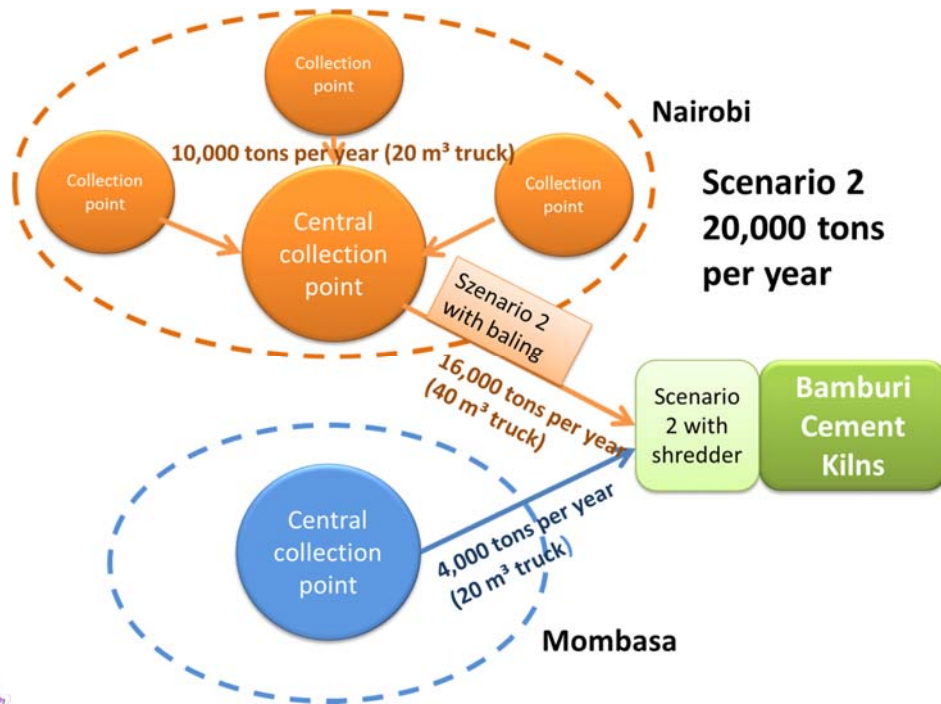 Collection
point
Nairobi
10,000 tons per year (20 m³ truck)
Collection
point
Collection
point
Central
collection
point
Scenario 2
20,000 tons
per year
Szenario 2
with baling
16,000 tons per year
(40 m³ truck)
Scenario
2 with
shredder
Bamburi
Cement
Kilns
Central
collection
point
4,000 tons per year
(20 m³ truck)
Mombasa